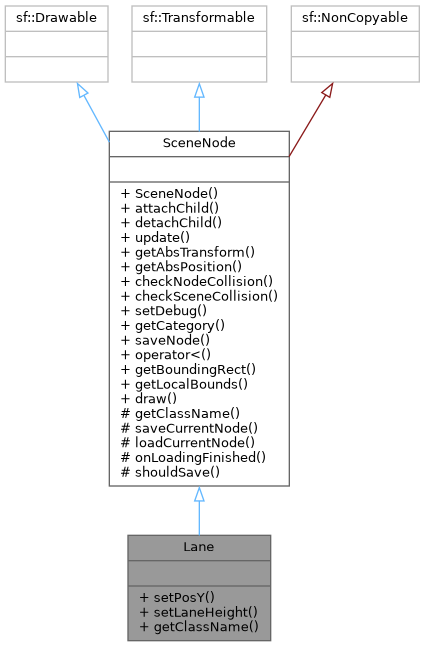 sf::Drawable
sf::Transformable
sf::NonCopyable
SceneNode
+ SceneNode()
+ attachChild()
+ detachChild()
+ update()
+ getAbsTransform()
+ getAbsPosition()
+ checkNodeCollision()
+ checkSceneCollision()
+ setDebug()
+ getCategory()
+ saveNode()
+ operator<()
+ getBoundingRect()
+ getLocalBounds()
+ draw()
# getClassName()
# saveCurrentNode()
# loadCurrentNode()
# onLoadingFinished()
# shouldSave()
Lane
+ setPosY()
+ setLaneHeight()
+ getClassName()